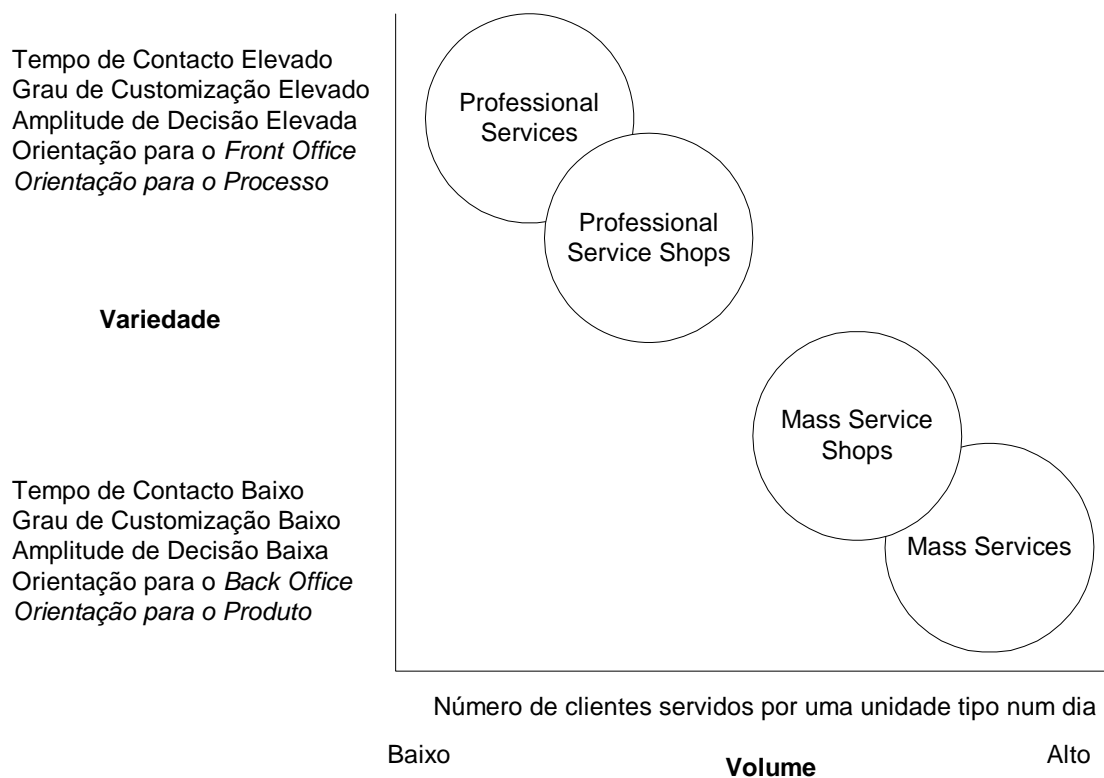 Tempo de Contacto Elevado
Grau de Customização Elevado
Amplitude de Decisão Elevada
Orientação para o Front Office
Orientação para o Processo
Professional
Services
Professional
Service Shops
Variedade
Mass Service
Shops
Mass Services
Tempo de Contacto Baixo
Grau de Customização Baixo
Amplitude de Decisão Baixa
Orientação para o Back Office
Orientação para o Produto
Número de clientes servidos por uma unidade tipo num dia
Baixo
Volume
Alto